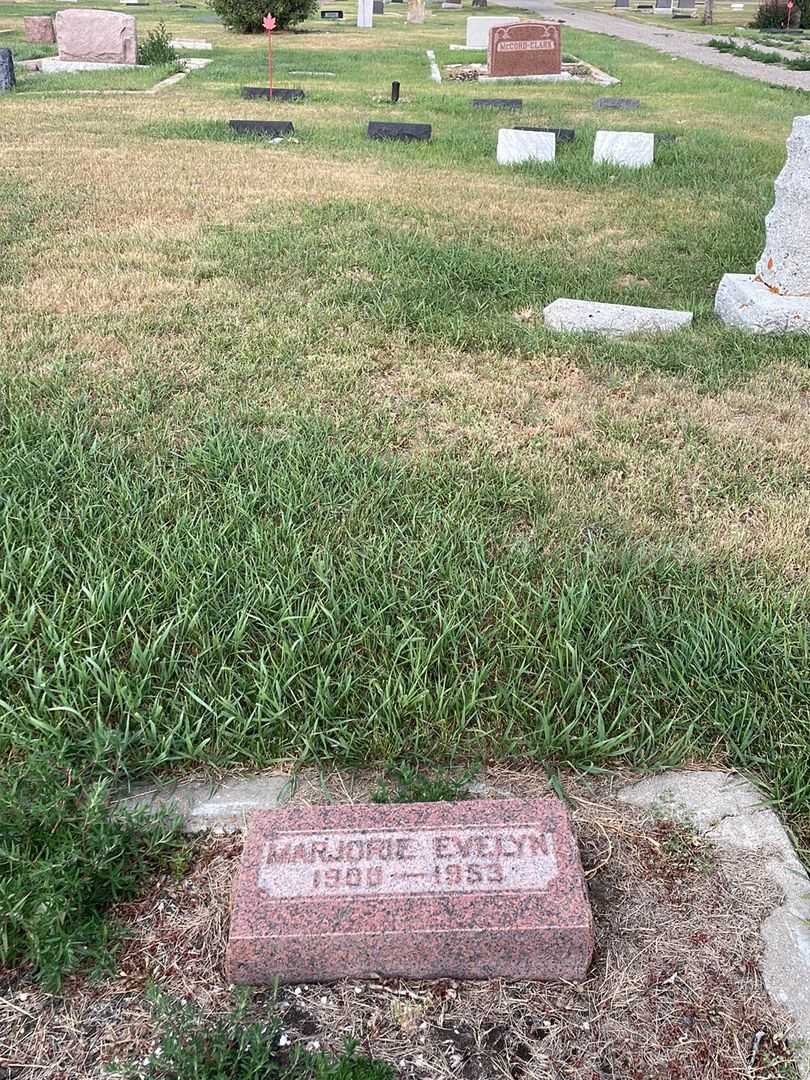 McCORD-CLARK
MARJORIE EVELYN
1900 — 1953